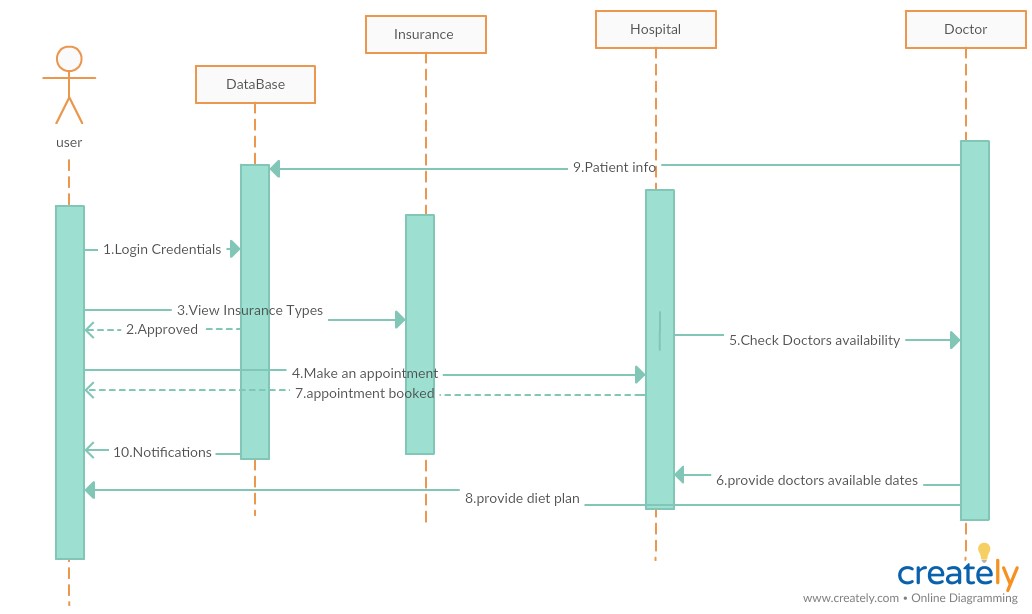 Doctor
Hospital
Insurance
DataBase
user
9.Patient info
1.Login Credentials
3.View Insurance Types
2.Approved
5.Check Doctors availability
4.Make an appointment
7.appointment booked
10.Notifications
6.provide doctors available dates
8.provide diet plan
creately
www.creately.com • Online Diagramming